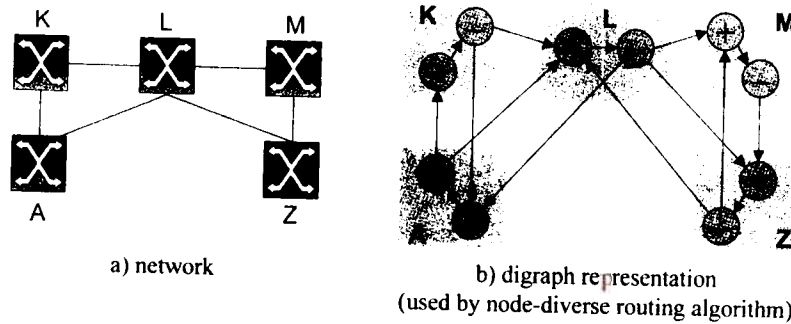 K
L
M
A
Z
a) network
K
L
M
+
A
+
Z
b) digraph representation
(used by node-diverse routing algorithm)